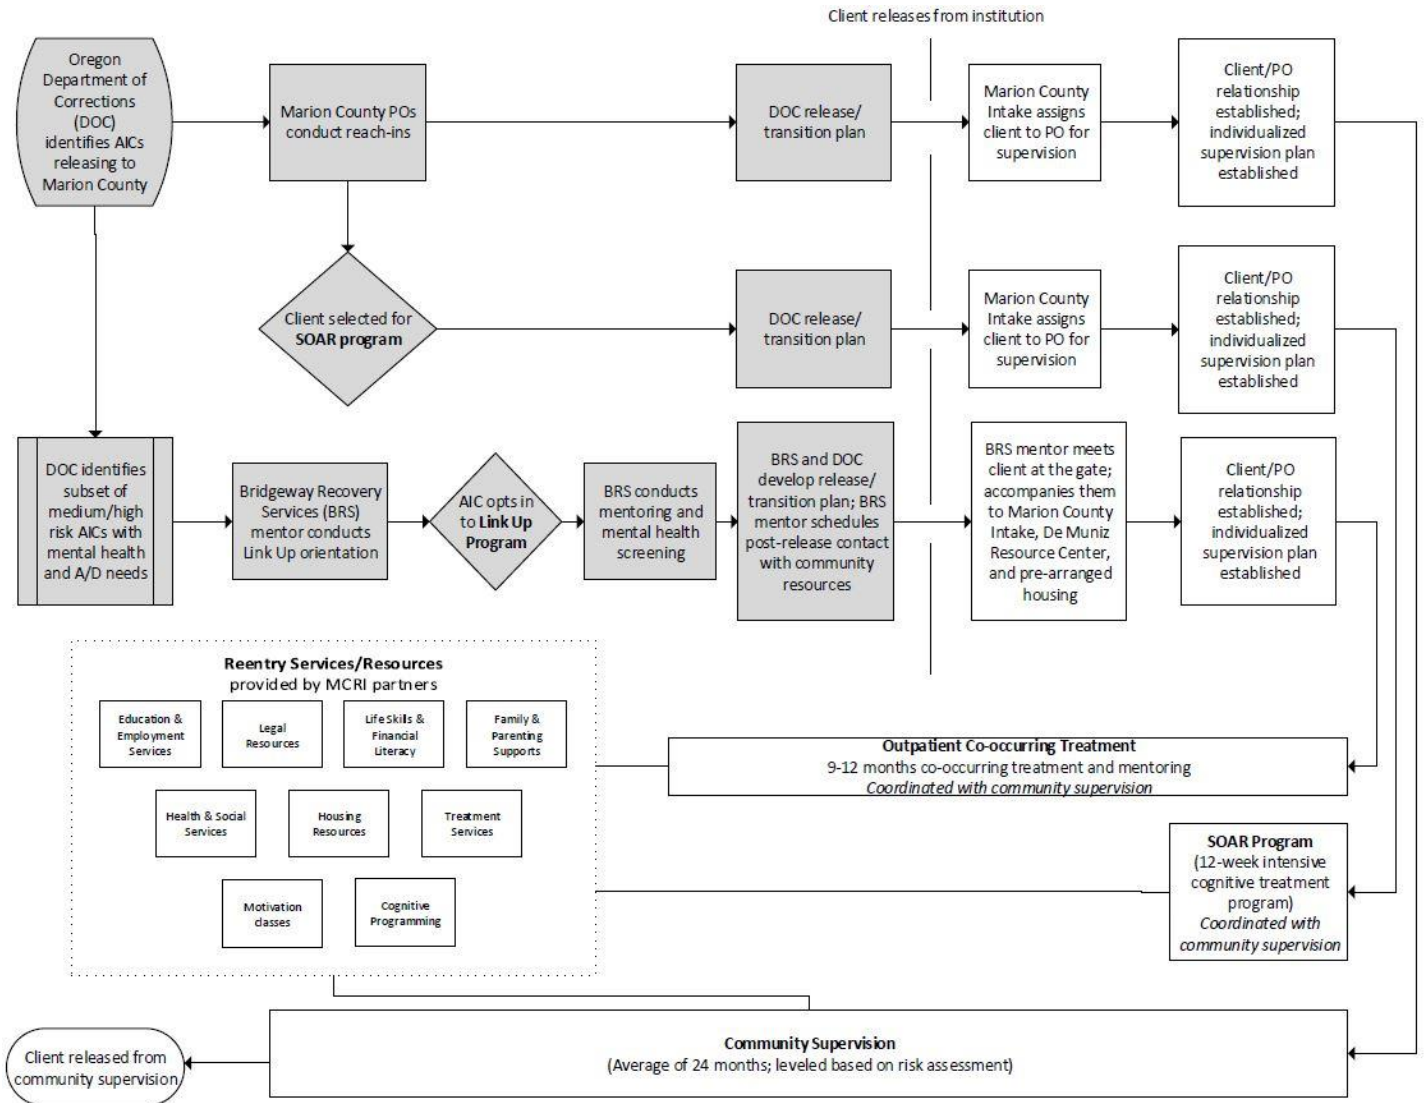 Client releases from institution
Oregon
Department of
Corrections
(DOC)
identifies AICs
releasing to
Marion County
Marion County POs
conduct reach-ins
DOC release/
transition plan
Marion County
Intake assigns
client to PO for
supervision
Client/PO
relationship
established;
individualized
supervision plan
established
Client selected for
SOAR program
DOC release/
transition plan
Marion County
Intake assigns
client to PO for
supervision
Client/PO
relationship
established;
individualized
supervision plan
established
DOC identifies
subset of
medium/high
risk AICs with
mental health
and A/D needs
Bridgeway Recovery
Services (BRS)
mentor conducts
Link Up orientation
AIC opts in
to Link Up
Program
BRS conducts
mentoring and
mental health
screening
BRS and DOC
develop release/
transition plan; BRS
mentor schedules
post-release contact
with community
resources
BRS mentor meets
client at the gate;
accompanies them
to Marion County
Intake, De Muniz
Resource Center,
and pre-arranged
housing
Client/PO
relationship
established;
individualized
supervision plan
established
Reentry Services/Resources
provided by MCRI partners
Education &
Employment
Services
Legal
Resources
Life Skills &
Financial
Literacy
Family &
Parenting
Supports
Health & Social
Services
Housing
Resources
Treatment
Services
Motivation
classes
Cognitive
Programming
Outpatient Co-occurring Treatment
9-12 months co-occurring treatment and mentoring
Coordinated with community supervision
SOAR Program
(12-week intensive
cognitive treatment
program)
Coordinated with
community supervision
Community Supervision
(Average of 24 months; leveled based on risk assessment)
Client released from
community supervision